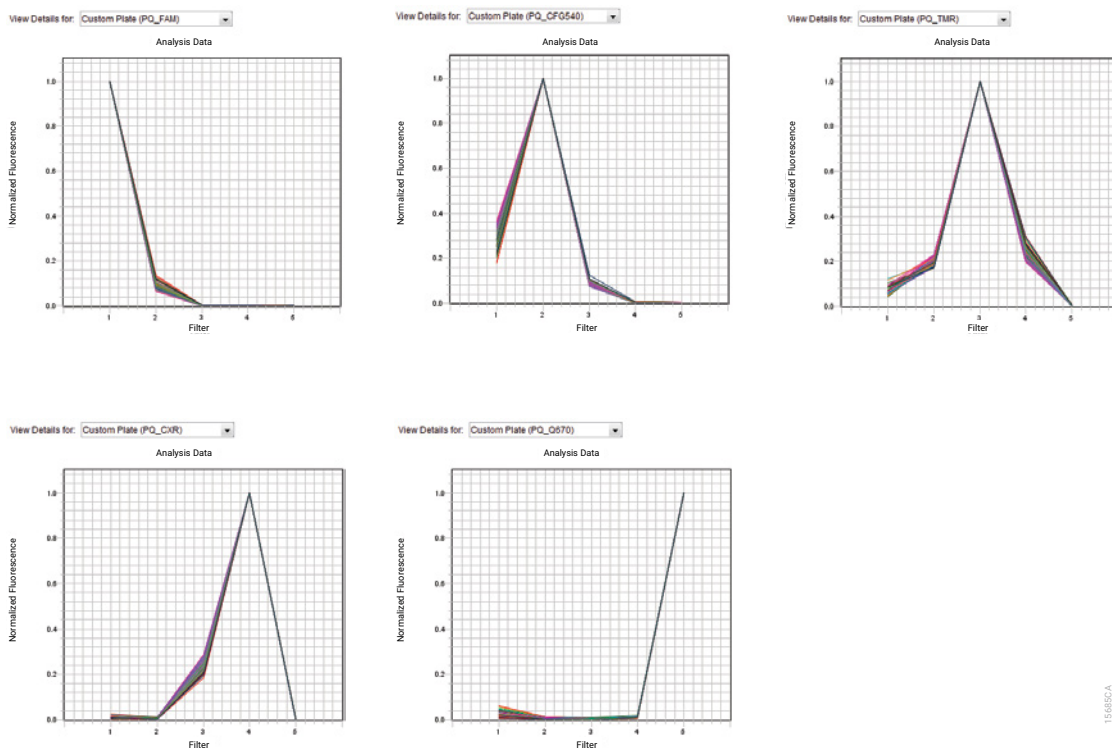 View Details for: Custom Plate (PQ_FAM)
Analysis Data
Normalized Fluorescence
1.0
0.8
0.6
0.4
0.2
0.0
1 2 3 4 5
Filter
View Details for: Custom Plate (PQ_CFG540)
Analysis Data
Normalized Fluorescence
1.0
0.8
0.6
0.4
0.2
0.0
1 2 3 4 5
Filter
View Details for: Custom Plate (PQ_TMR)
Analysis Data
Normalized Fluorescence
1.0
0.8
0.6
0.4
0.2
0.0
1 2 3 4 5
Filter
View Details for: Custom Plate (PQ_CXR)
Analysis Data
Normalized Fluorescence
1.0
0.8
0.6
0.4
0.2
0.0
1 2 3 4 5
Filter
View Details for: Custom Plate (PQ_Q670)
Analysis Data
Normalized Fluorescence
1.0
0.8
0.6
0.4
0.2
0.0
1 2 3 4 5
Filter
15685CA